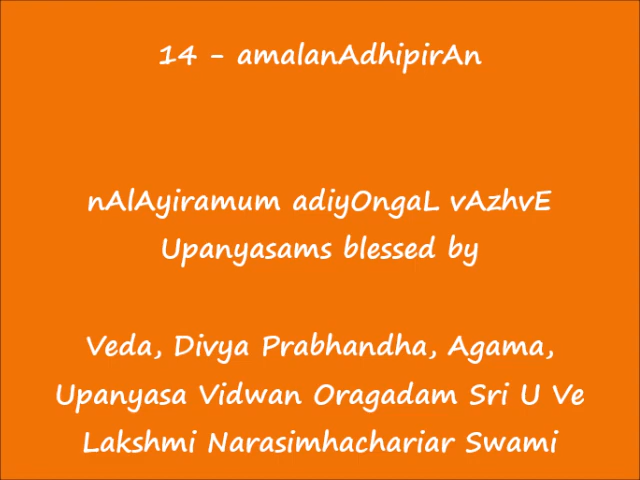 14 - amalanAdhipirAn
nAlAyiramum adiyOngaL vAzhvE
Upanyasams blessed by
Veda, Divya Prabhandha, Agama,
Upanyasa Vidwan Oragadam Sri U Ve
Lakshmi Narasimhachariar Swami